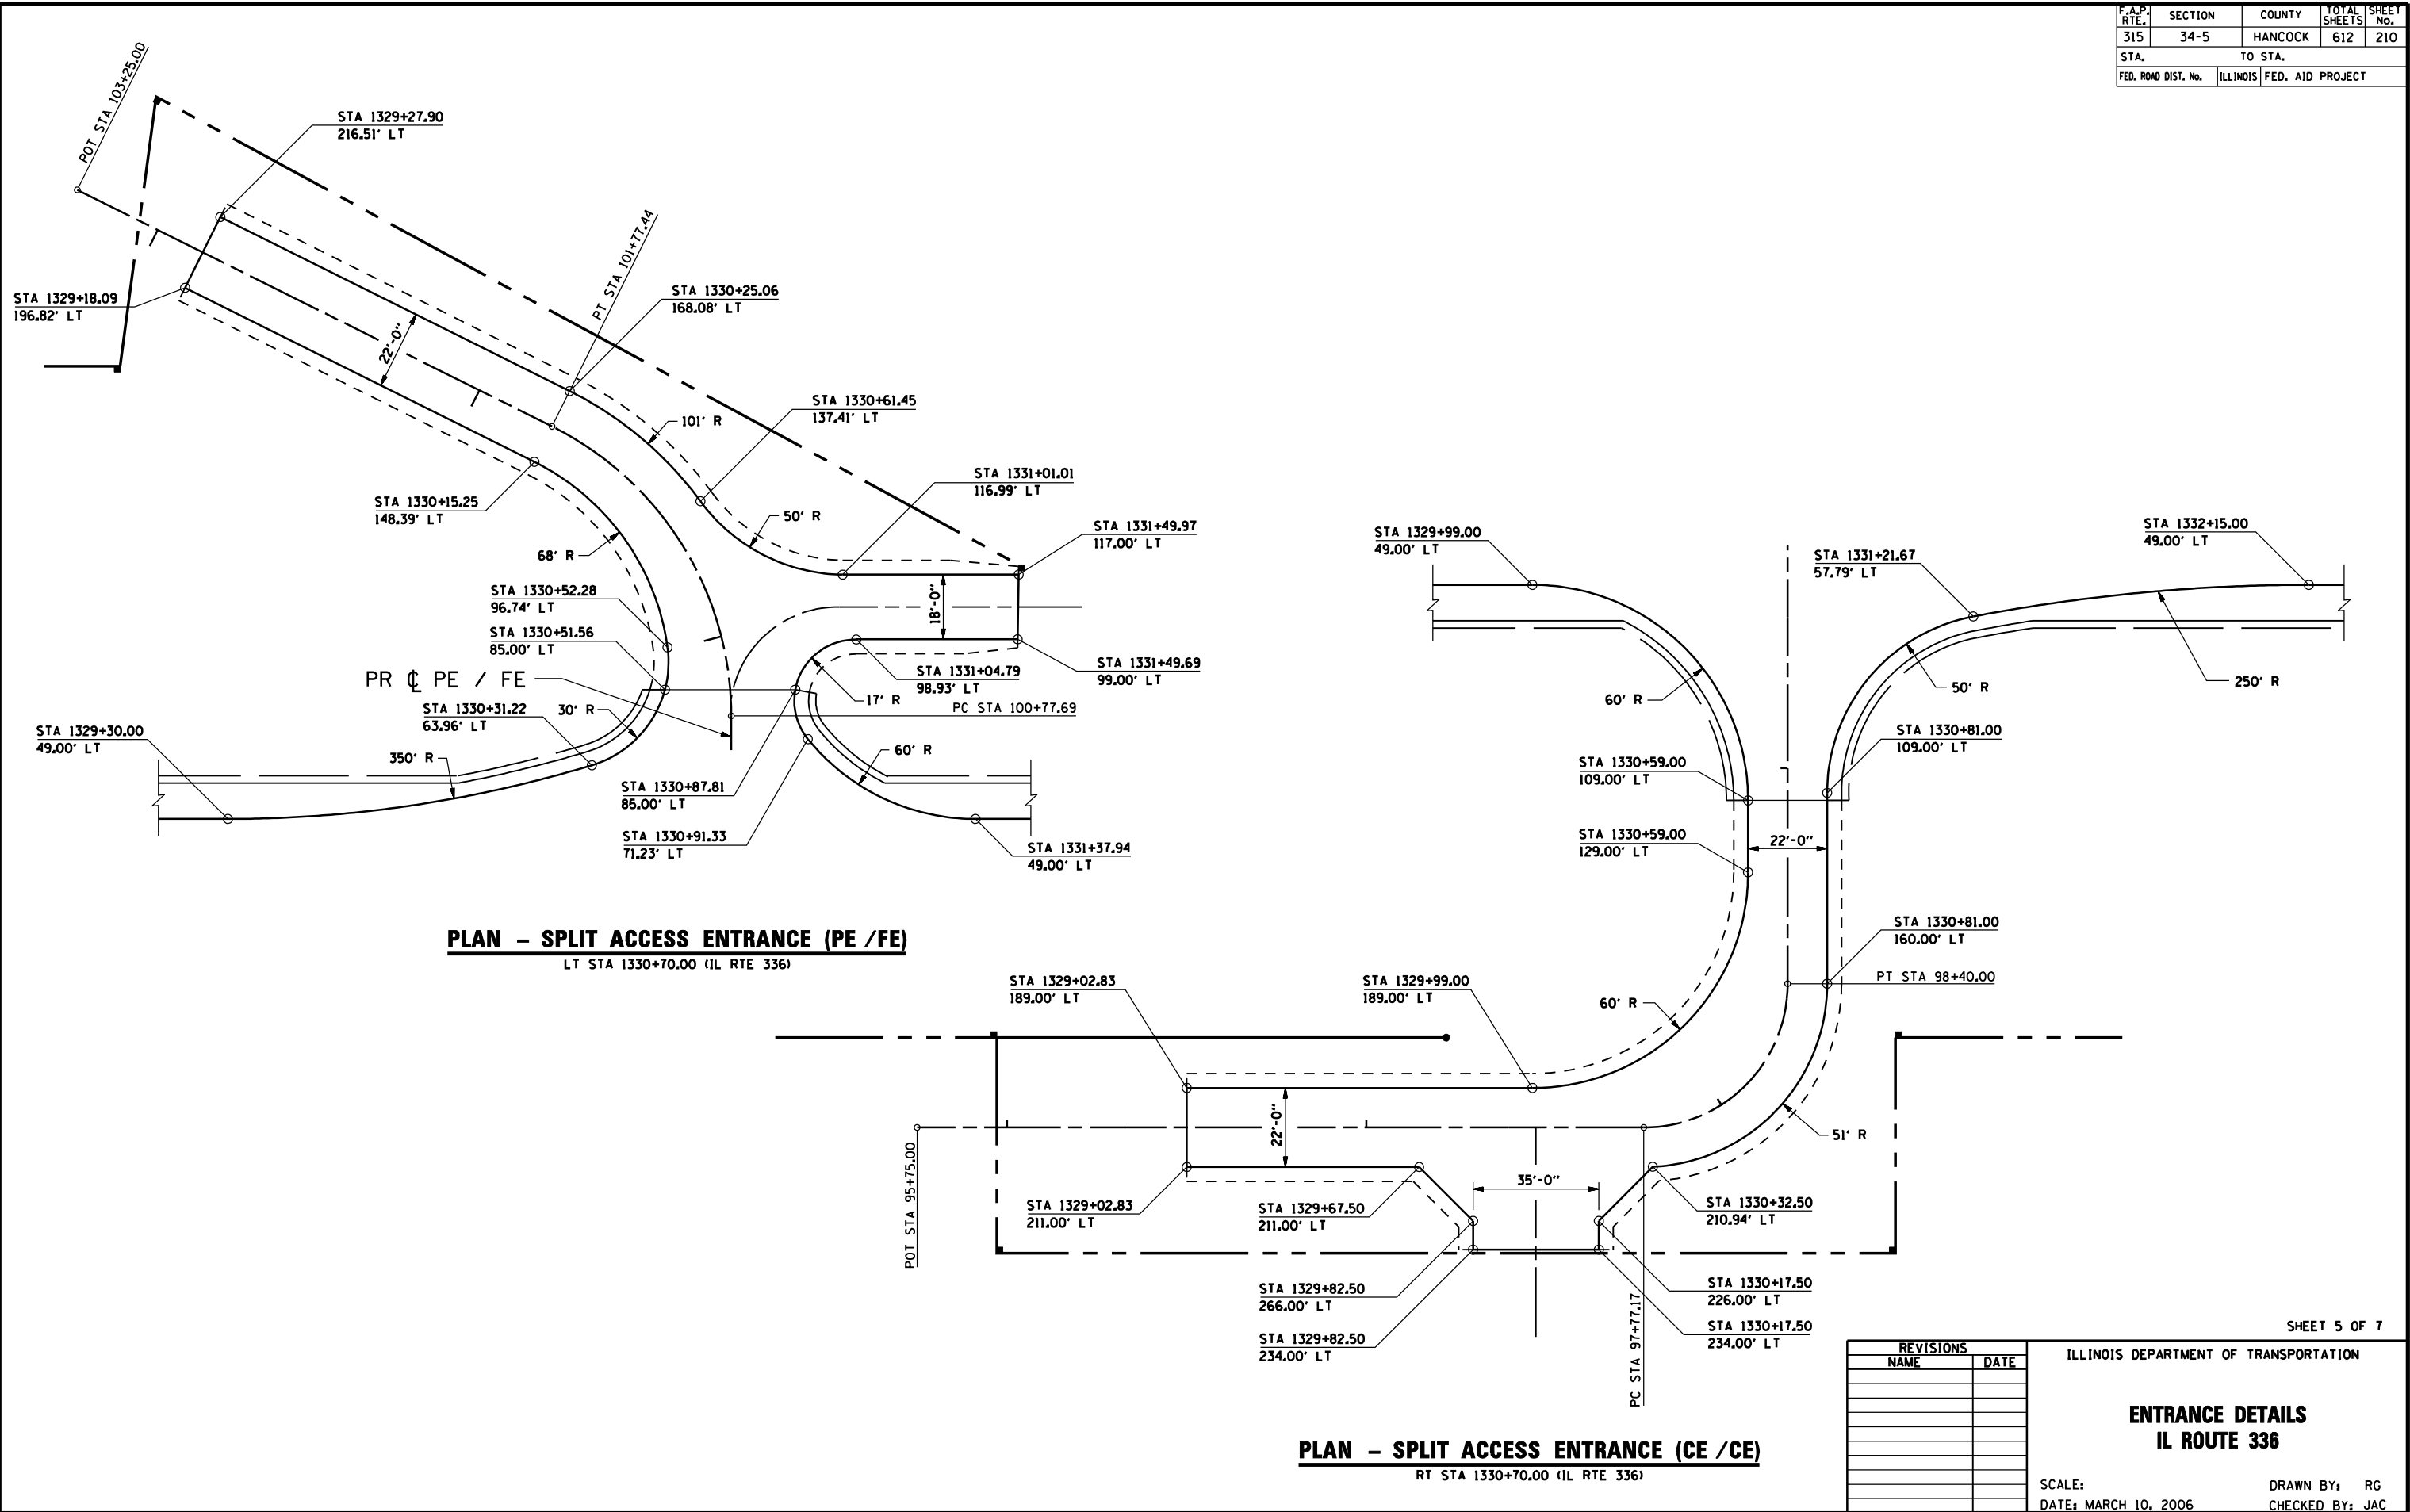 F.A.P. RTE. SECTION COUNTY TOTAL SHEETS SHEET No.
315 34-5 HANCOCK 612 210
STA. TO STA.
FED. ROAD DIST. No. ILLINOIS FED. AID PROJECT
POT STA 103+25.00
STA 1329+27.90
216.51' LT
PT STA 101+77.44
STA 1329+18.09
196.82' LT
22'-0"
STA 1330+25.06
168.08' LT
STA 1330+61.45
137.41' LT
101' R
STA 1331+01.01
116.99' LT
50' R
STA 1331+49.97
117.00' LT
STA 1330+15.25
148.39' LT
68' R
STA 1330+52.28
96.74' LT
18'-0"
STA 1330+51.56
85.00' LT
STA 1331+04.79
98.93' LT
STA 1331+49.69
99.00' LT
PR ℄ PE / FE
17' R
PC STA 100+77.69
STA 1330+31.22
63.96' LT
30' R
STA 1329+30.00
49.00' LT
350' R
60' R
STA 1330+87.81
85.00' LT
STA 1330+91.33
71.23' LT
STA 1331+37.94
49.00' LT
PLAN – SPLIT ACCESS ENTRANCE (PE /FE)
LT STA 1330+70.00 (IL RTE 336)
STA 1329+99.00
49.00' LT
STA 1332+15.00
49.00' LT
STA 1331+21.67
57.79' LT
60' R
50' R
250' R
STA 1330+81.00
109.00' LT
STA 1330+59.00
109.00' LT
STA 1330+59.00
129.00' LT
22'-0"
STA 1330+81.00
160.00' LT
PT STA 98+40.00
STA 1329+02.83
189.00' LT
STA 1329+99.00
189.00' LT
60' R
22'-0"
51' R
POT STA 95+75.00
35'-0"
STA 1329+02.83
211.00' LT
STA 1329+67.50
211.00' LT
STA 1330+32.50
210.94' LT
STA 1329+82.50
266.00' LT
STA 1330+17.50
226.00' LT
STA 1329+82.50
234.00' LT
STA 1330+17.50
234.00' LT
PC STA 97+77.17
PLAN – SPLIT ACCESS ENTRANCE (CE /CE)
RT STA 1330+70.00 (IL RTE 336)
SHEET 5 OF 7
REVISIONS
NAME DATE
ILLINOIS DEPARTMENT OF TRANSPORTATION
ENTRANCE DETAILS
IL ROUTE 336
SCALE: DRAWN BY: RG
DATE: MARCH 10, 2006 CHECKED BY: JAC